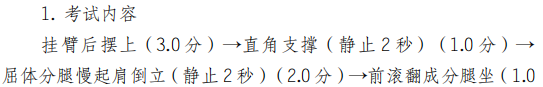 1. 考试内容
挂臂后摆上（3.0 分）→直角支撑（静止 2 秒）（1.0 分）→
屈体分腿慢起肩倒立（静止 2 秒）（2.0 分）→前滚翻成分腿坐（1.0